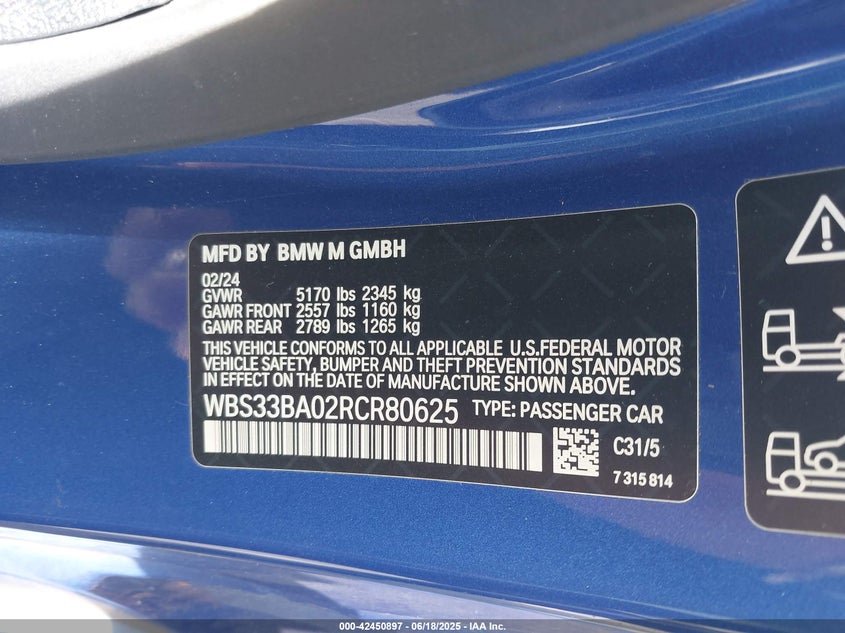 MFD BY BMW M GMBH
02/24
GVWR 5170 lbs 2345 kg
GAWR FRONT 2557 lbs 1160 kg
GAWR REAR 2789 lbs 1265 kg
THIS VEHICLE CONFORMS TO ALL APPLICABLE U.S.FEDERAL MOTOR
VEHICLE SAFETY, BUMPER AND THEFT PREVENTION STANDARDS
IN EFFECT ON THE DATE OF MANUFACTURE SHOWN ABOVE.
WBS33BA02RCR80625 TYPE: PASSENGER CAR
C31/5
7 315 814
000-42450897 - 06/18/2025 - IAA Inc.